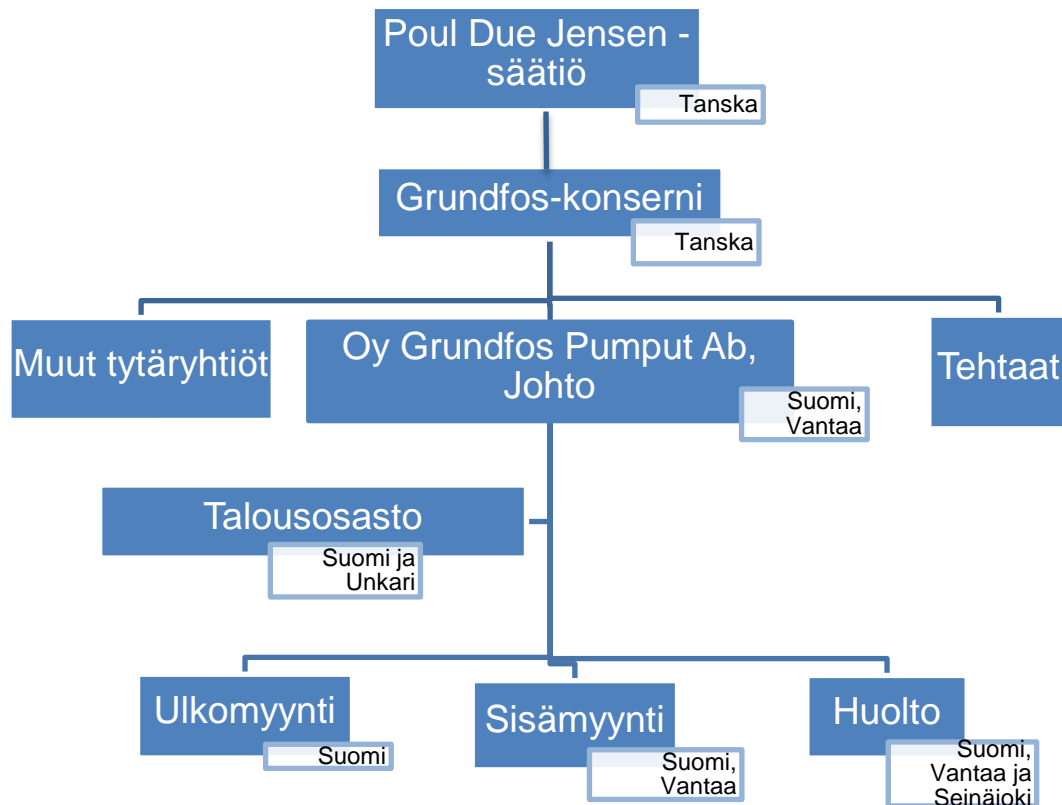 Poul Due Jensen -
säätiö
Tanska
Grundfos-konserni
Tanska
Muut tytäryhtiöt
Oy Grundfos Pumput Ab,
Johto
Suomi,
Vantaa
Tehtaat
Talousosasto
Suomi ja
Unkari
Ulkomyynti
Suomi
Sisämyynti
Suomi,
Vantaa
Huolto
Suomi,
Vantaa ja
Seinäjoki